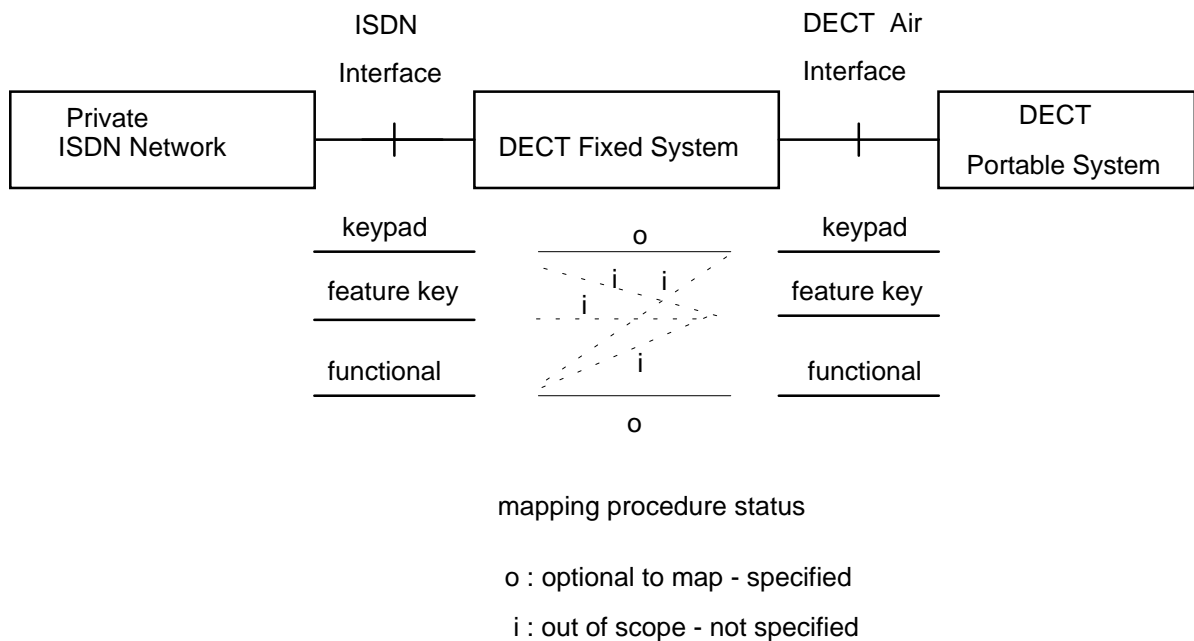 ISDN
Interface
DECT Air
Interface
Private
ISDN Network
DECT Fixed System
DECT
Portable System
keypad
o
keypad
feature key
i
i
feature key
i
functional
i
functional
o
mapping procedure status
o : optional to map - specified
i : out of scope - not specified